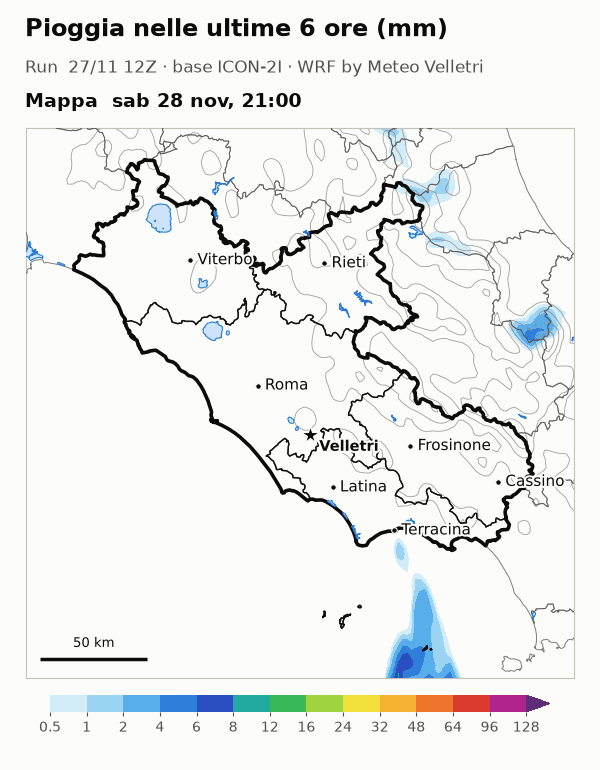 Pioggia nelle ultime 6 ore (mm)
Run  27/11 12Z · base ICON-2I · WRF by Meteo Velletri
Mappa  sab 28 nov, 21:00
Viterbo
Rieti
Roma
Velletri
Frosinone
Latina
Cassino
Terracina
50 km
0.5 1 2 4 6 8 12 16 24 32 48 64 96 128